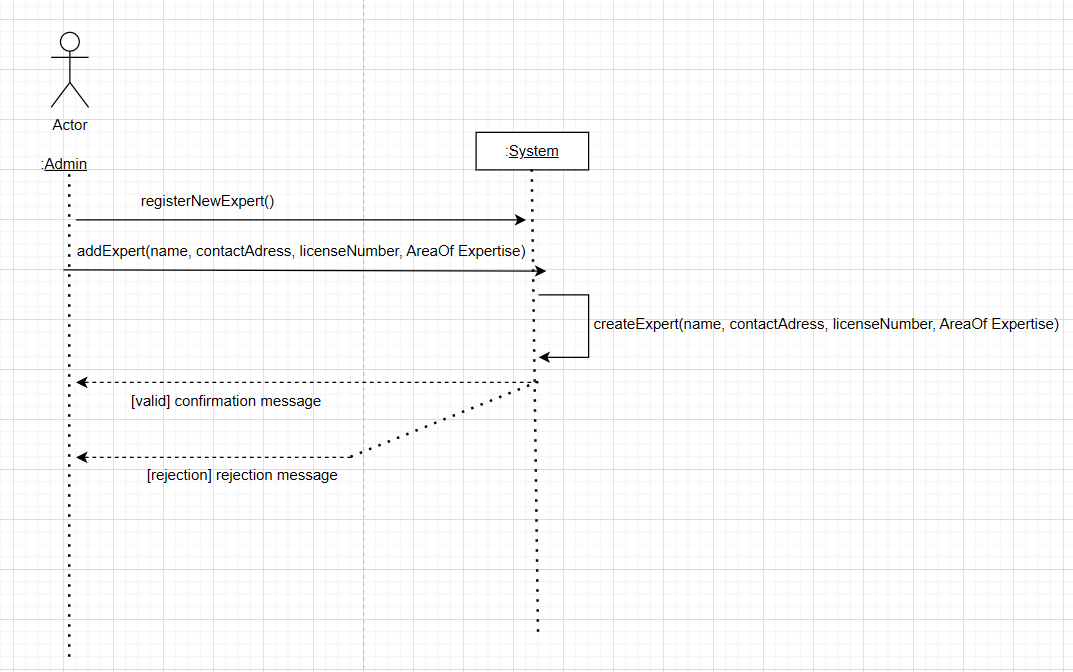 Actor
:Admin
:System
registerNewExpert()
addExpert(name, contactAdress, licenseNumber, AreaOf Expertise)
createExpert(name, contactAdress, licenseNumber, AreaOf Expertise)
[valid] confirmation message
[rejection] rejection message